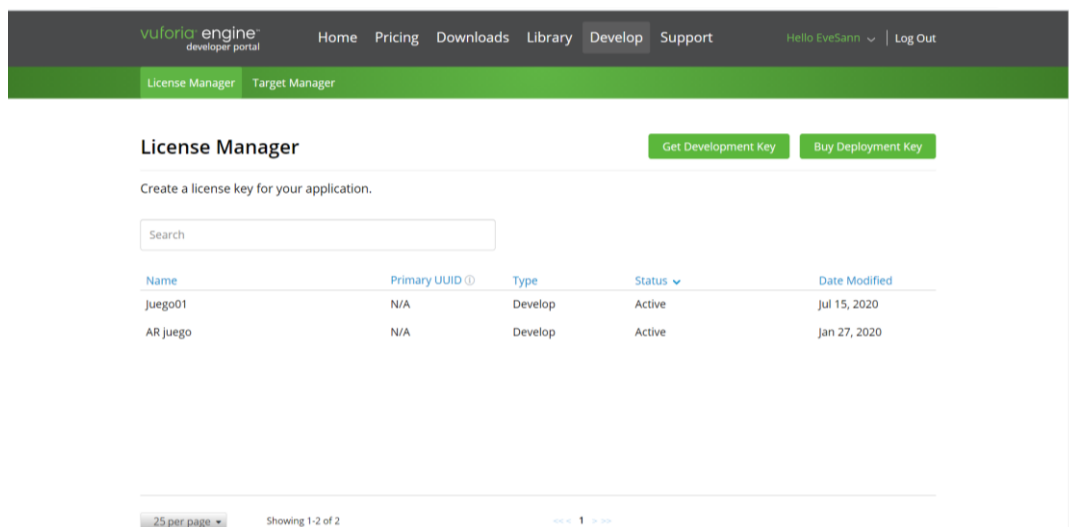 vuforia engine™
developer portal
Home Pricing Downloads Library Develop Support
Hello EveSann | Log Out
License Manager Target Manager
License Manager
Get Development Key Buy Deployment Key
Create a license key for your application.
Search
Name Primary UUID ⓘ Type Status Date Modified
Juego01 N/A Develop Active Jul 15, 2020
AR juego N/A Develop Active Jan 27, 2020
25 per page Showing 1-2 of 2 <<< 1 > >>